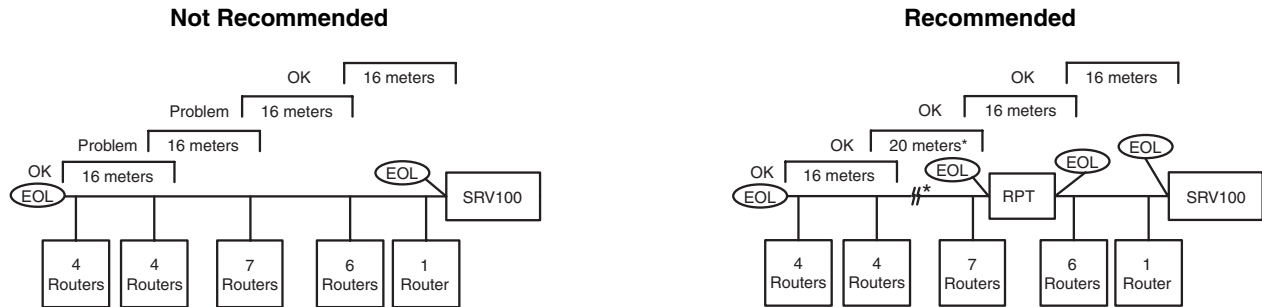 Not Recommended
OK
16 meters
Problem
16 meters
Problem
16 meters
OK
16 meters
EOL
EOL
SRV100
4
Routers
4
Routers
7
Routers
6
Routers
1
Router
Recommended
OK
16 meters
OK
16 meters
OK
20 meters*
OK
16 meters
EOL
*
EOL
RPT
EOL
EOL
SRV100
4
Routers
4
Routers
7
Routers
6
Routers
1
Router